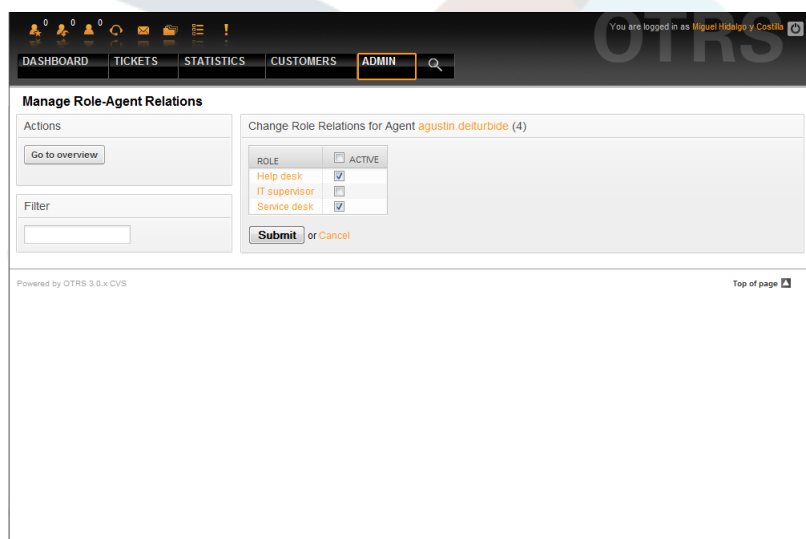 0 0 0
You are logged in as Miguel Hidalgo y Costilla
OTRS
DASHBOARD TICKETS STATISTICS CUSTOMERS ADMIN
Manage Role-Agent Relations
Actions
Go to overview
Filter
Change Role Relations for Agent agustin.deiturbide (4)
ROLE ACTIVE
Help desk
IT supervisor
Service desk
Submit or Cancel
Powered by OTRS 3.0.x CVS
Top of page